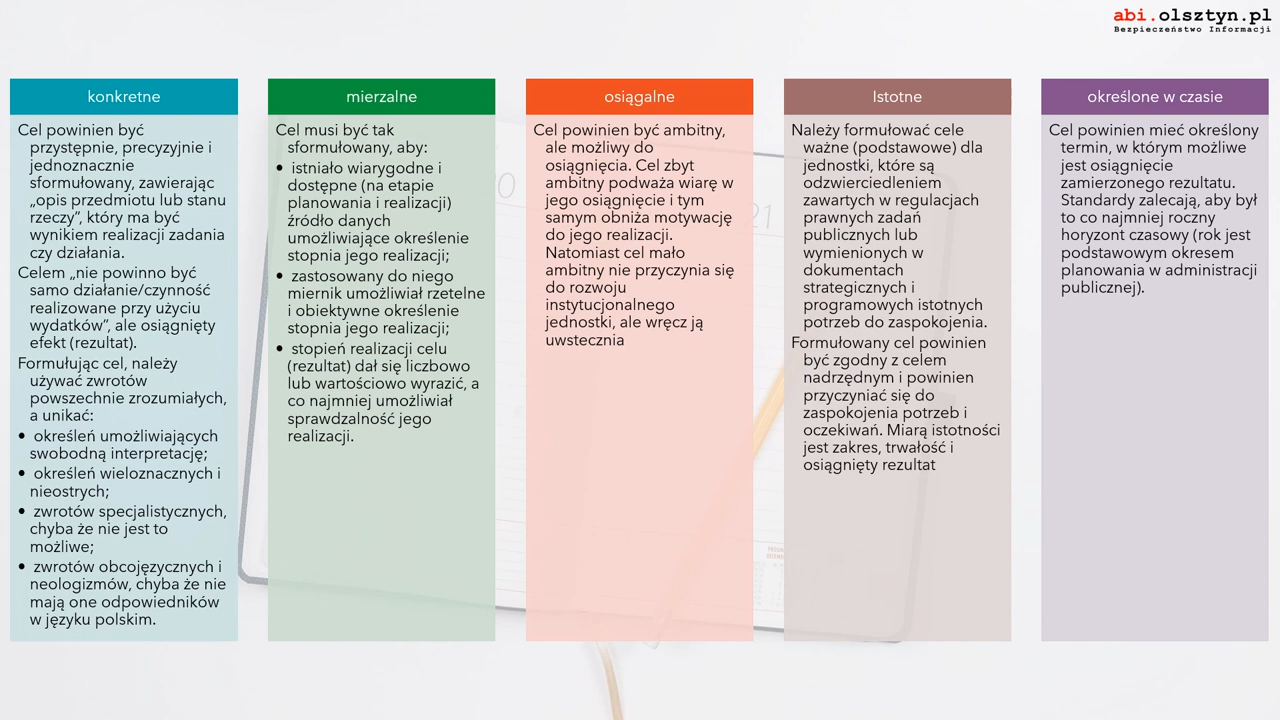 abi.olsztyn.pl
Bezpieczeństwo Informacji
konkretne
Cel powinien być
przystępnie, precyzyjnie i
jednoznacznie
sformułowany, zawierając
„opis przedmiotu lub stanu
rzeczy”, który ma być
wynikiem realizacji zadania
czy działania.
Celem „nie powinno być
samo działanie/czynność
realizowane przy użyciu
wydatków”, ale osiągnięty
efekt (rezultat).
Formułując cel, należy
używać zwrotów
powszechnie zrozumiałych,
a unikać:
• określeń umożliwiających
swobodną interpretację;
• określeń wieloznacznych i
nieostrych;
• zwrotów specjalistycznych,
chyba że nie jest to
możliwe;
• zwrotów obcojęzycznych i
neologizmów, chyba że nie
mają one odpowiedników
w języku polskim.
mierzalne
Cel musi być tak
sformułowany, aby:
• istniało wiarygodne i
dostępne (na etapie
planowania i realizacji)
źródło danych
umożliwiające określenie
stopnia jego realizacji;
• zastosowany do niego
miernik umożliwiał rzetelne
i obiektywne określenie
stopnia jego realizacji;
• stopień realizacji celu
(rezultat) dał się liczbowo
lub wartościowo wyrazić, a
co najmniej umożliwiał
sprawdzalność jego
realizacji.
osiągalne
Cel powinien być ambitny,
ale możliwy do
osiągnięcia. Cel zbyt
ambitny podważa wiarę w
jego osiągnięcie i tym
samym obniża motywację
do jego realizacji.
Natomiast cel mało
ambitny nie przyczynia się
do rozwoju
instytucjonalnego
jednostki, ale wręcz ją
uwstecznia
Istotne
Należy formułować cele
ważne (podstawowe) dla
jednostki, które są
odzwierciedleniem
zawartych w regulacjach
prawnych zadań
publicznych lub
wymienionych w
dokumentach
strategicznych i
programowych istotnych
potrzeb do zaspokojenia.
Formułowany cel powinien
być zgodny z celem
nadrzędnym i powinien
przyczyniać się do
zaspokojenia potrzeb i
oczekiwań. Miarą istotności
jest zakres, trwałość i
osiągnięty rezultat
określone w czasie
Cel powinien mieć określony
termin, w którym możliwe
jest osiągnięcie
zamierzonego rezultatu.
Standardy zalecają, aby był
to co najmniej roczny
horyzont czasowy (rok jest
podstawowym okresem
planowania w administracji
publicznej).
21